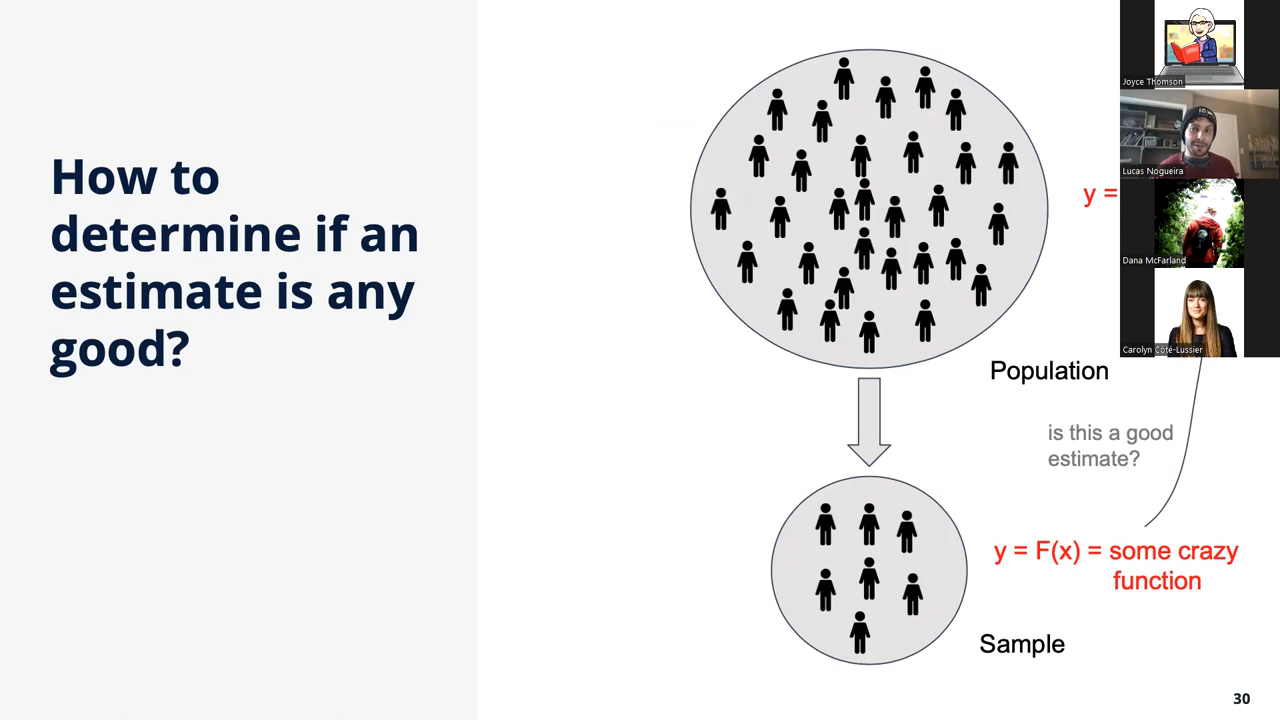 How to
determine if an
estimate is any
good?
y =
Population
is this a good
estimate?
y = F(x) = some crazy
function
Sample
30
Joyce Thomson
Lucas Nogueira
Dana McFarland
Carolyn Côté-Lussier